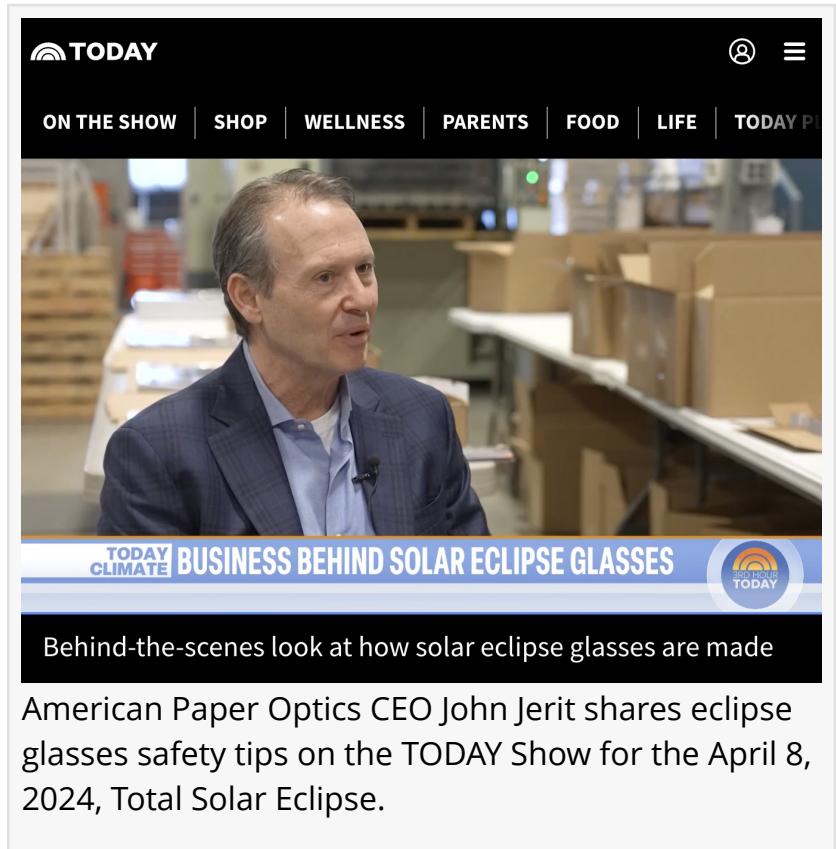 TODAY
ON THE SHOW SHOP WELLNESS PARENTS FOOD LIFE TODAY
TODAY CLIMATE BUSINESS BEHIND SOLAR ECLIPSE GLASSES
3RD HOUR
TODAY
Behind-the-scenes look at how solar eclipse glasses are made
American Paper Optics CEO John Jerit shares eclipse
glasses safety tips on the TODAY Show for the April 8,
2024, Total Solar Eclipse.